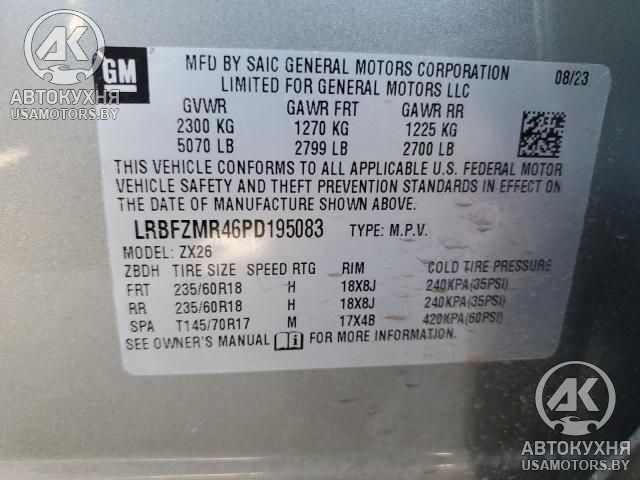 GM
MFD BY SAIC GENERAL MOTORS CORPORATION 08/23
LIMITED FOR GENERAL MOTORS LLC
GVWR GAWR FRT GAWR RR
2300 KG 1270 KG 1225 KG
5070 LB 2799 LB 2700 LB
THIS VEHICLE CONFORMS TO ALL APPLICABLE U.S. FEDERAL MOTOR
VEHICLE SAFETY AND THEFT PREVENTION STANDARDS IN EFFECT ON
THE DATE OF MANUFACTURE SHOWN ABOVE.
LRBFZMR46PD195083 TYPE: M.P.V.
MODEL: ZX26
ZBDH TIRE SIZE SPEED RTG RIM COLD TIRE PRESSURE
FRT 235/60R18 H 18X8J 240KPA(35PSI)
RR 235/60R18 H 18X8J 240KPA(35PSI)
SPA T145/70R17 M 17X4B 420KPA(60PSI)
SEE OWNER'S MANUAL i FOR MORE INFORMATION.
АК
АВТОКУХНЯ
USAMOTORS.BY
АК
АВТОКУХНЯ
USAMOTORS.BY